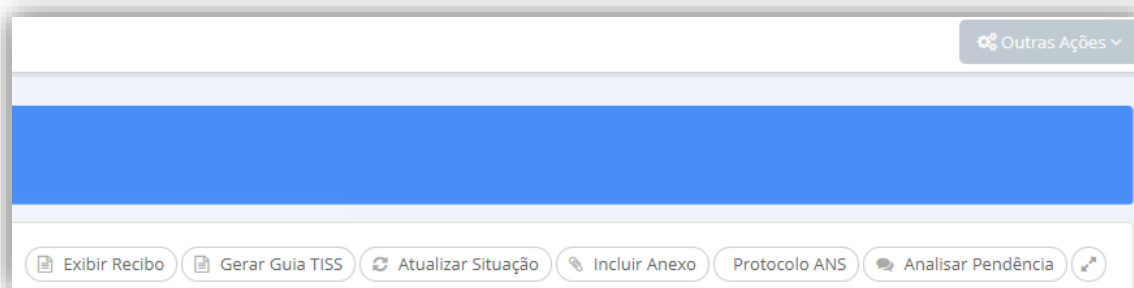 Outras Ações
Exibir Recibo Gerar Guia TISS Atualizar Situação Incluir Anexo Protocolo ANS Analisar Pendência